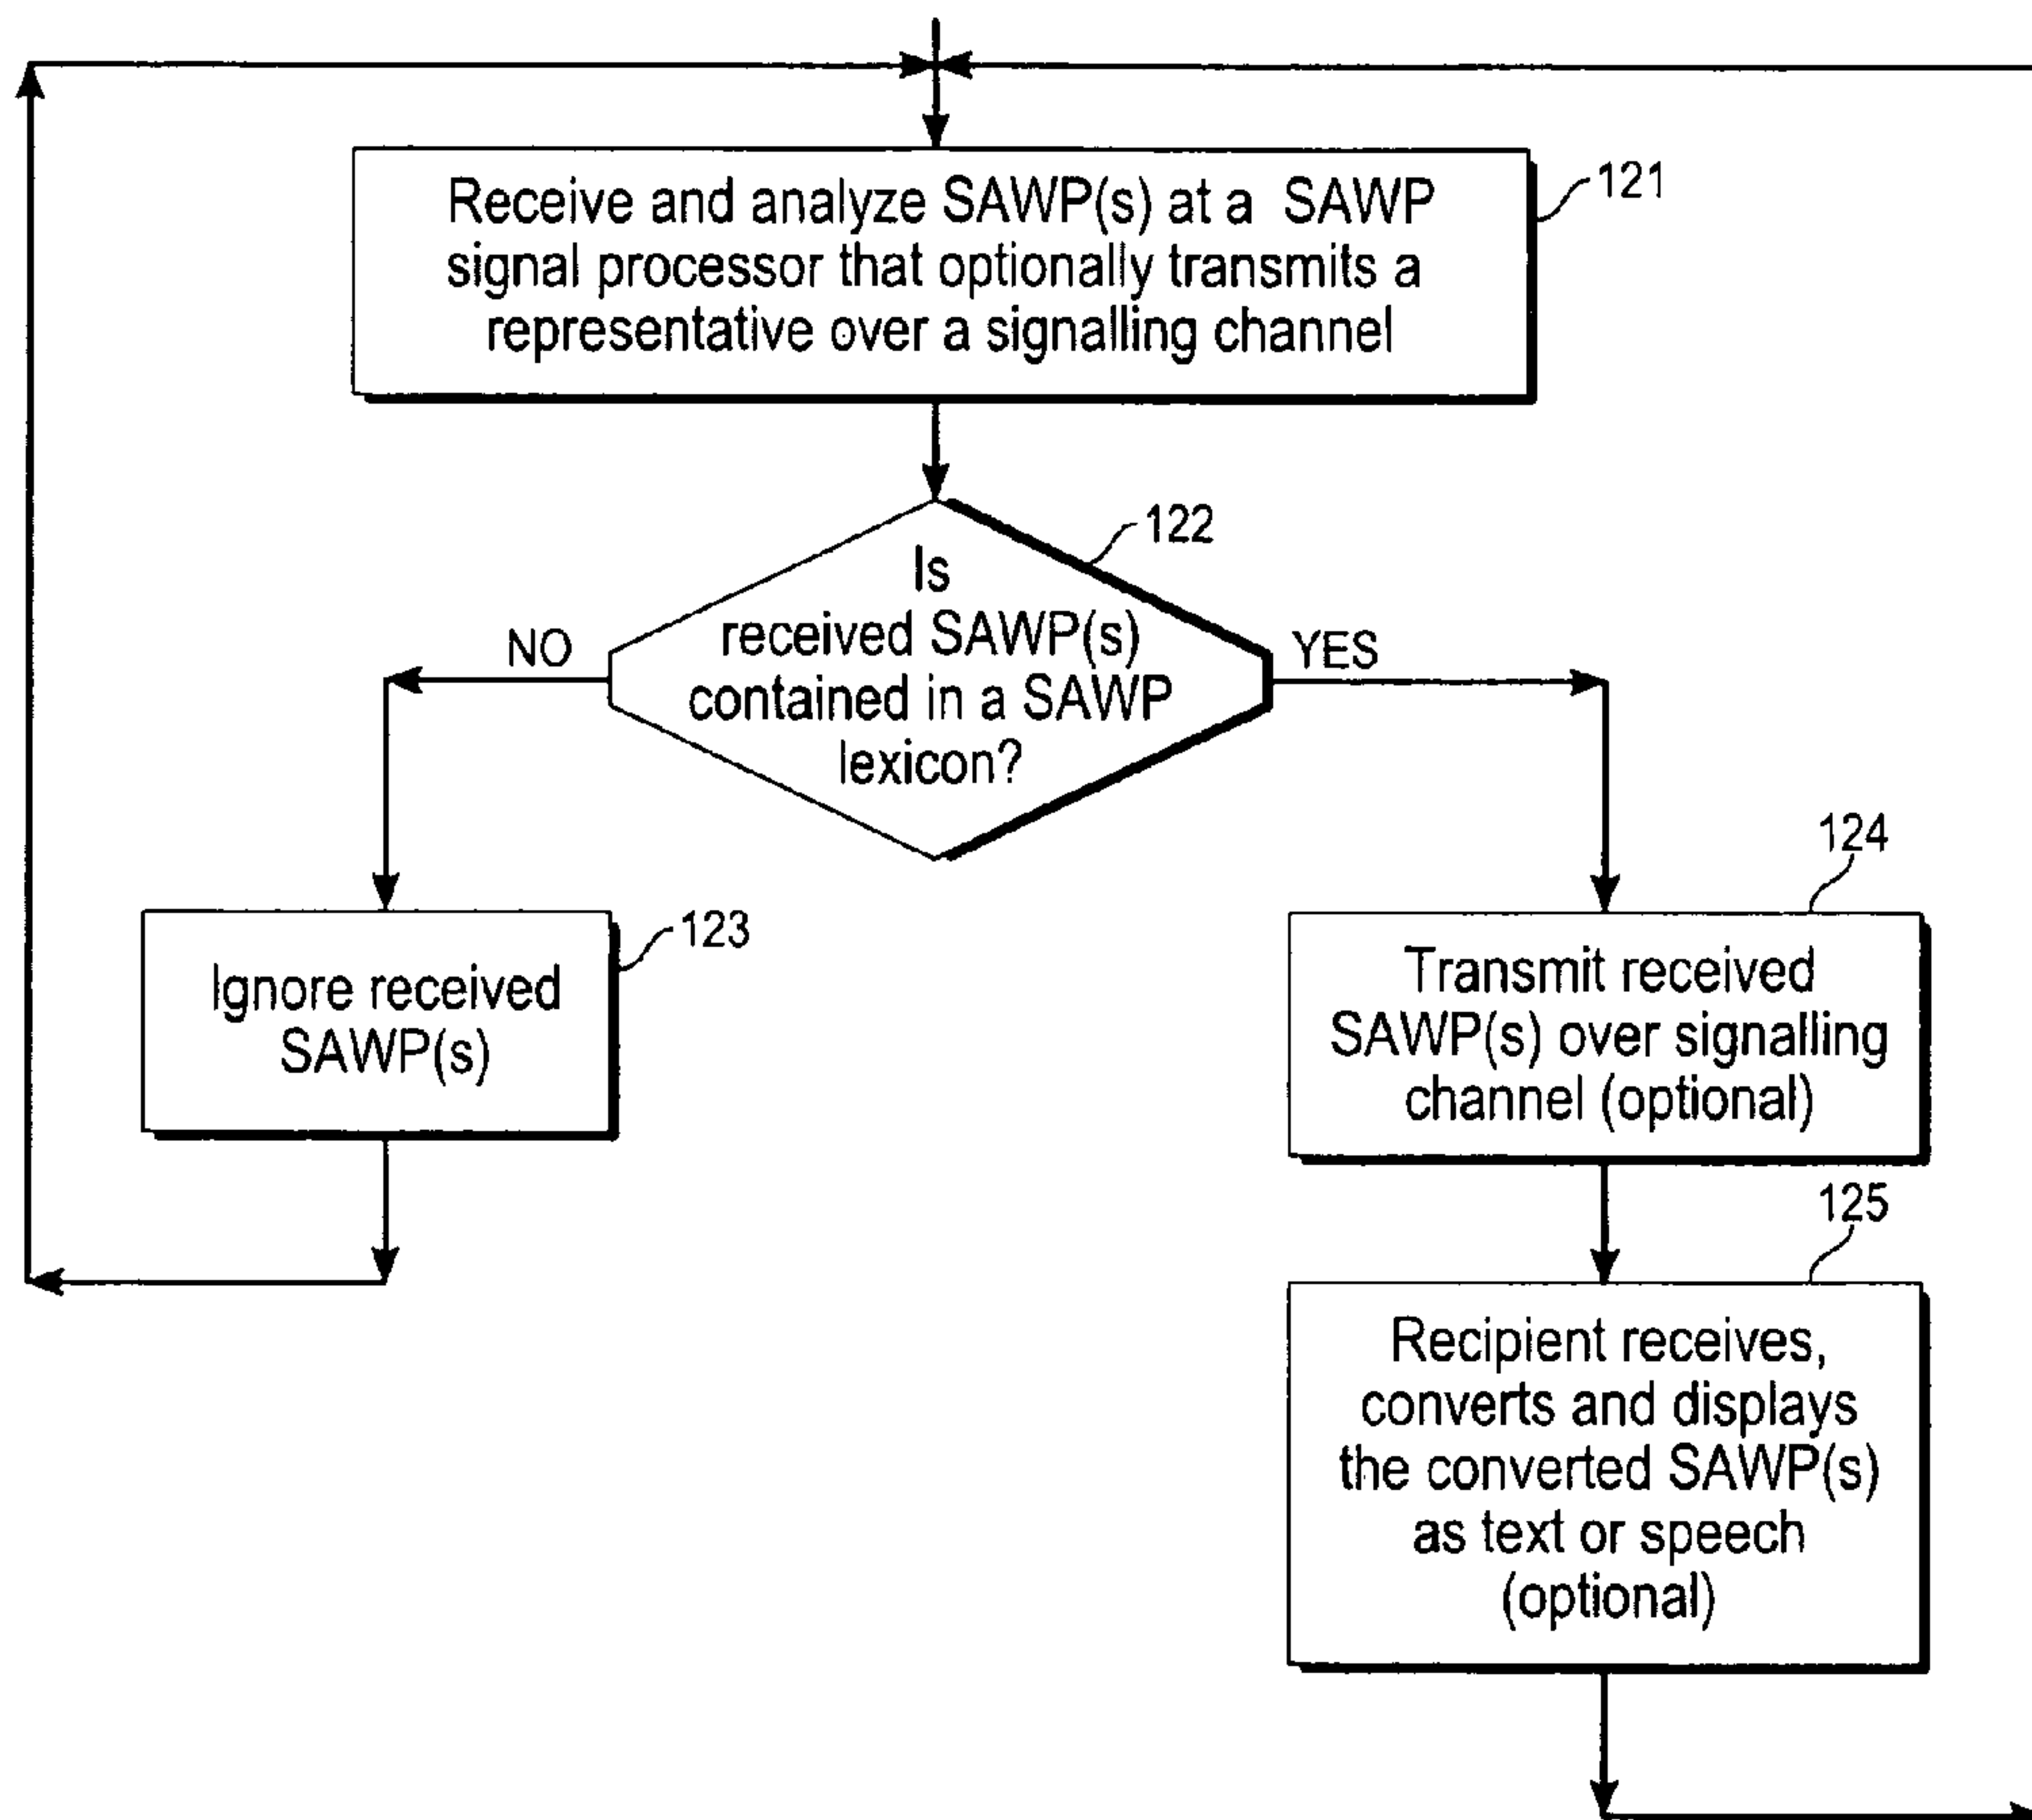 Receive and analyze SAWP(s) at a SAWP
signal processor that optionally transmits a
representative over a signalling channel
121
122
Is
received SAWP(s)
contained in a SAWP
lexicon?
NO
YES
123
Ignore received
SAWP(s)
124
Transmit received
SAWP(s) over signalling
channel (optional)
125
Recipient receives,
converts and displays
the converted SAWP(s)
as text or speech
(optional)